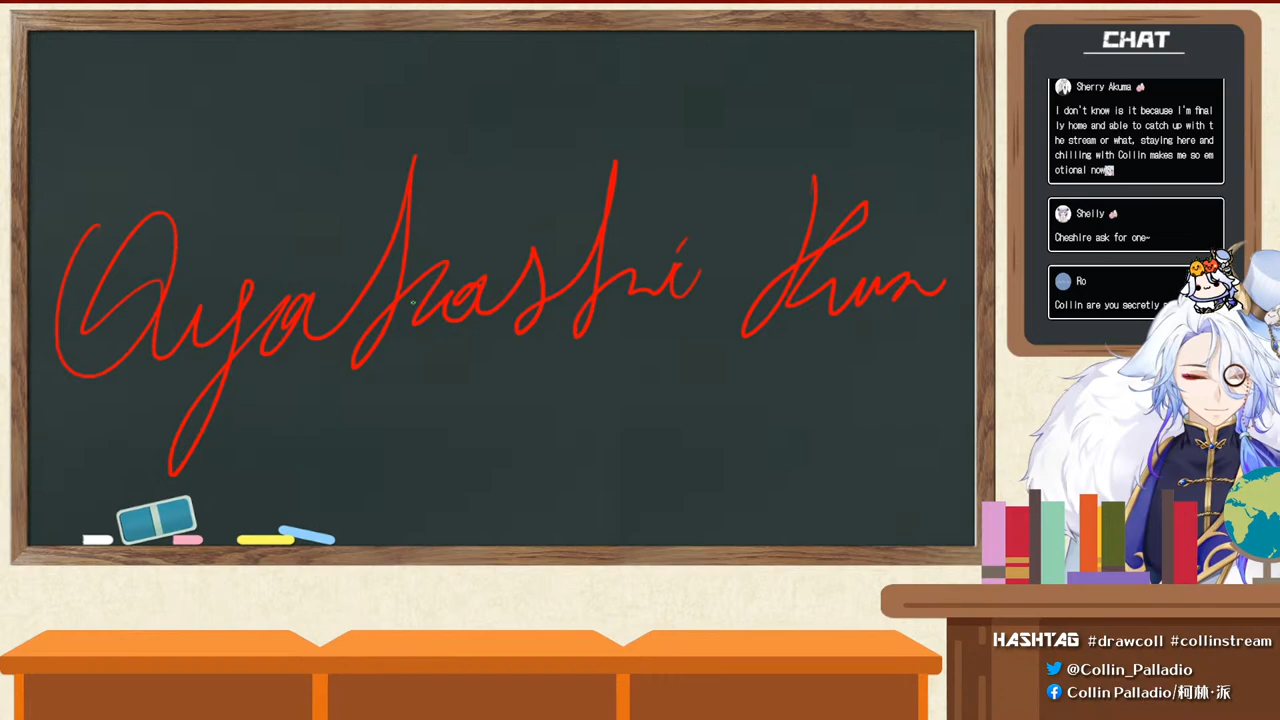 Ayakashi Kun
CHAT
Sherry Akuma
I don't know is it because I'm final
ly home and able to catch up with t
he stream or what, staying here and
chilling with Collin makes me so em
otional now
Shelly
Cheshire ask for one~
Ro
Collin are you secretly
HASHTAG #drawcoll #collinstream
@Collin_Palladio
Collin Palladio/柯林·派